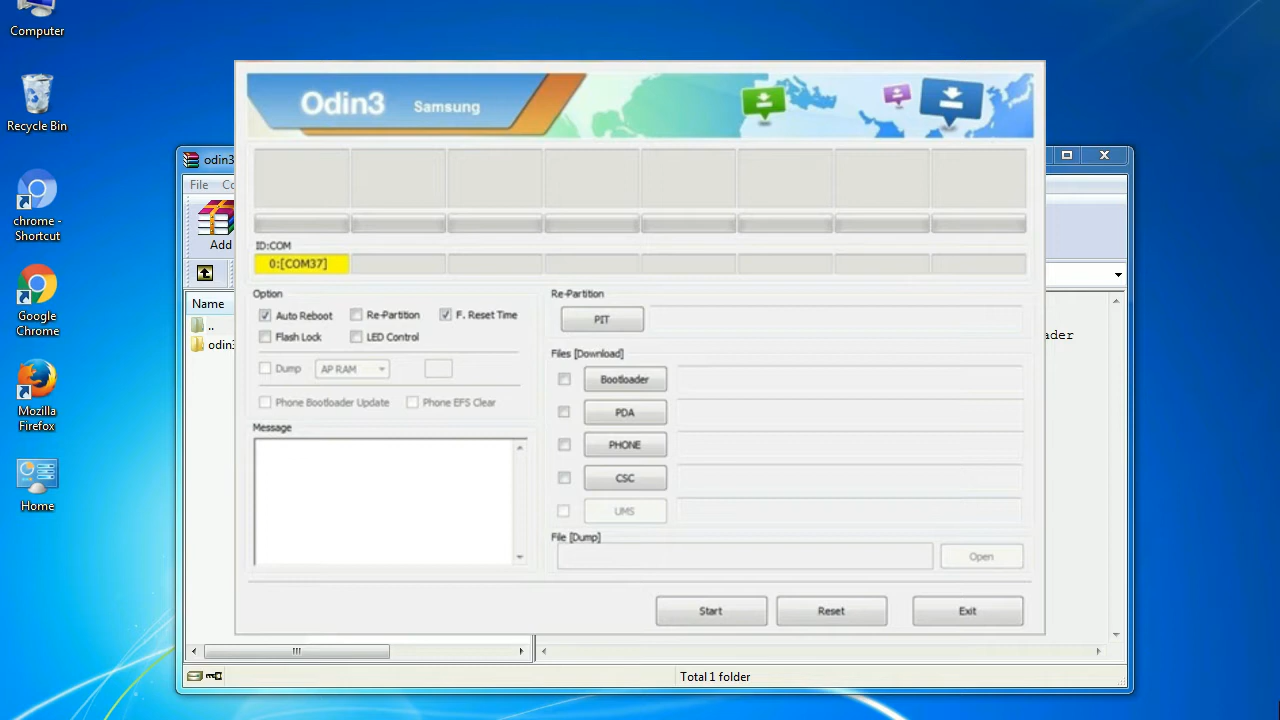 Computer
Recycle Bin
chrome -
Shortcut
Google
Chrome
Mozilla
Firefox
Home
odin3
File Co
Add
Name
..
odin3
ader
Total 1 folder
Odin3 Samsung
ID:COM
0:[COM37]
Option
Auto Reboot Re-Partition F. Reset Time
Flash Lock LED Control
Dump AP RAM
Phone Bootloader Update Phone EFS Clear
Message
Re-Partition
PIT
Files [Download]
Bootloader
PDA
PHONE
CSC
UMS
File [Dump]
Open
Start Reset Exit